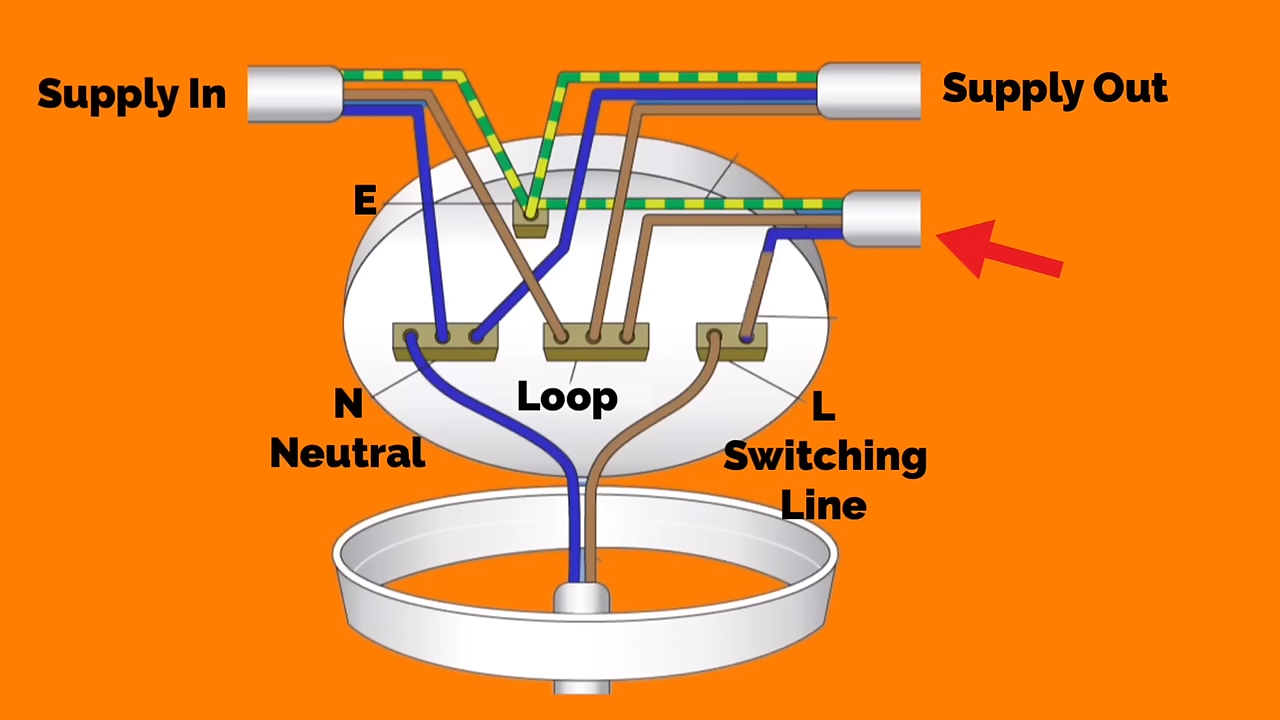 Supply In
Supply Out
E
N
Neutral
Loop
L
Switching
Line